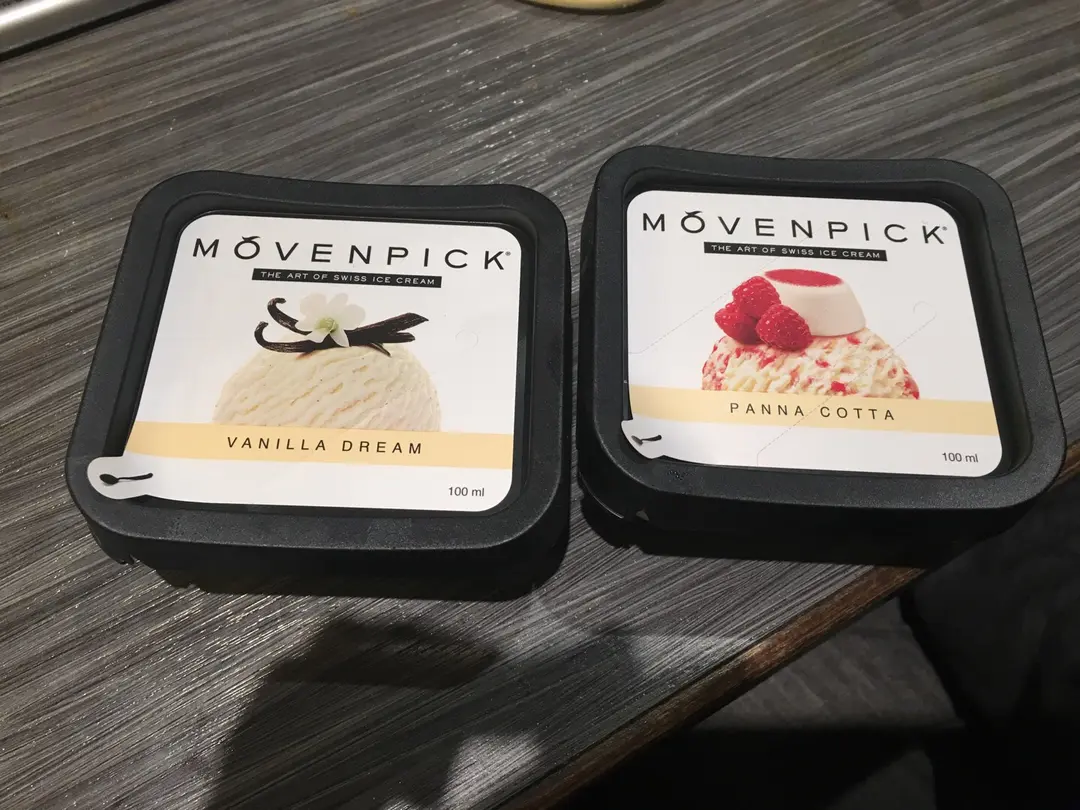 MÖVENPICK®
THE ART OF SWISS ICE CREAM
VANILLA DREAM
100 ml
MÖVENPICK®
THE ART OF SWISS ICE CREAM
PANNA COTTA
100 ml